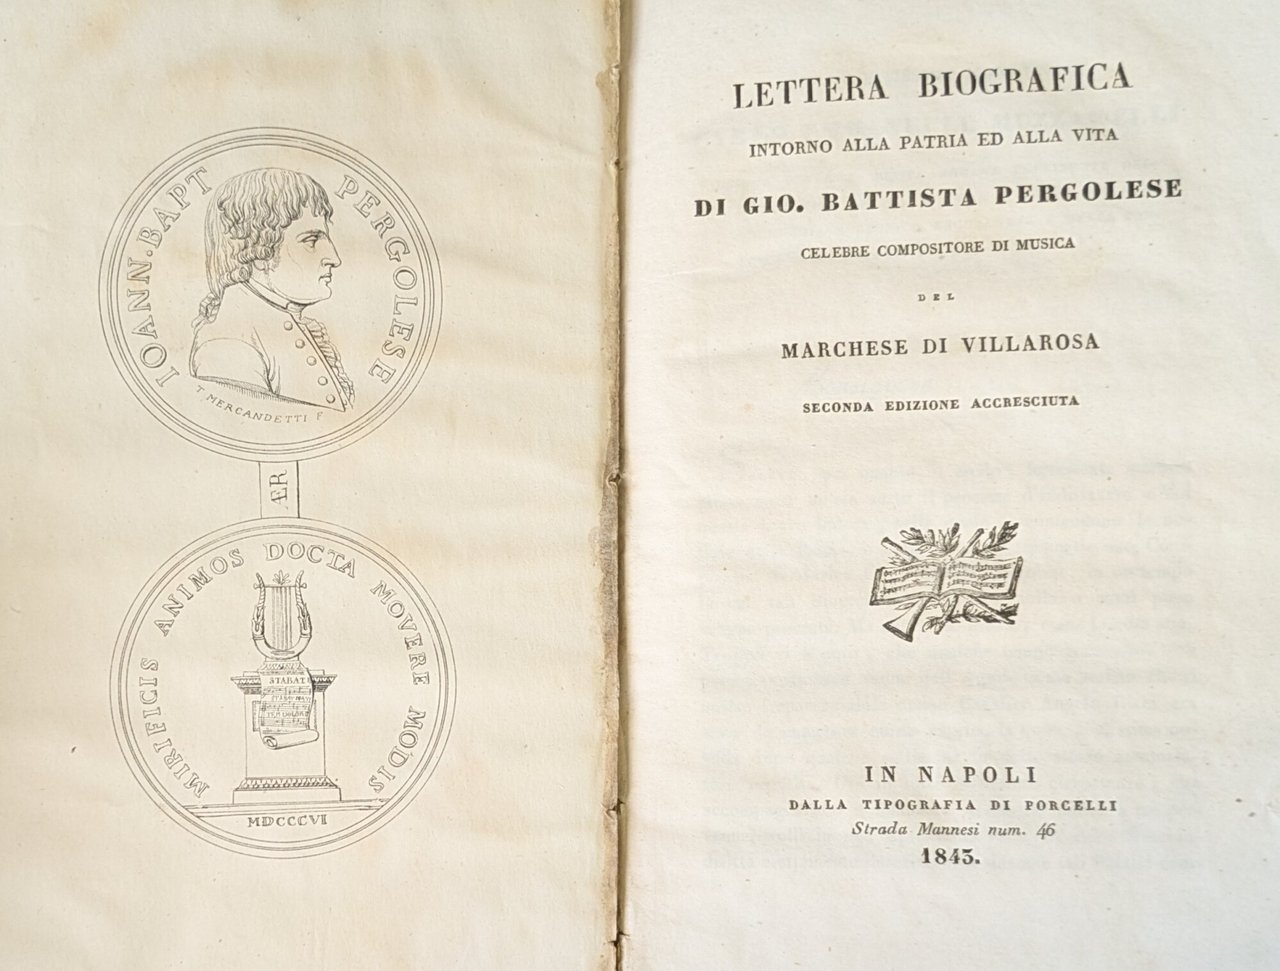 IOANN. BAPT PERGOLESE
T. MERCANDETTI F
ÆR
MIRIFICIS ANIMOS DOCTA MOVERE MODIS
STABAT
MDCCCVI
LETTERA BIOGRAFICA
INTORNO ALLA PATRIA ED ALLA VITA
DI GIO. BATTISTA PERGOLESE
CELEBRE COMPOSITORE DI MUSICA
DEL
MARCHESE DI VILLAROSA
SECONDA EDIZIONE ACCRESCIUTA
IN NAPOLI
DALLA TIPOGRAFIA DI PORCELLI
Strada Mannesi num. 46
1843.